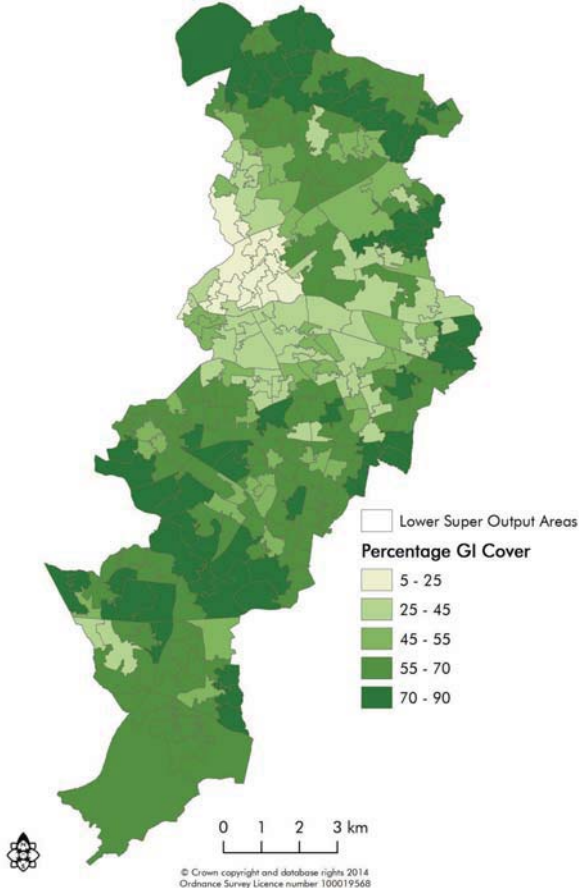 Lower Super Output Areas
Percentage GI Cover
5 - 25
25 - 45
45 - 55
55 - 70
70 - 90
0 1 2 3 km
© Crown copyright and database rights 2014
Ordnance Survey Licence number 100019568